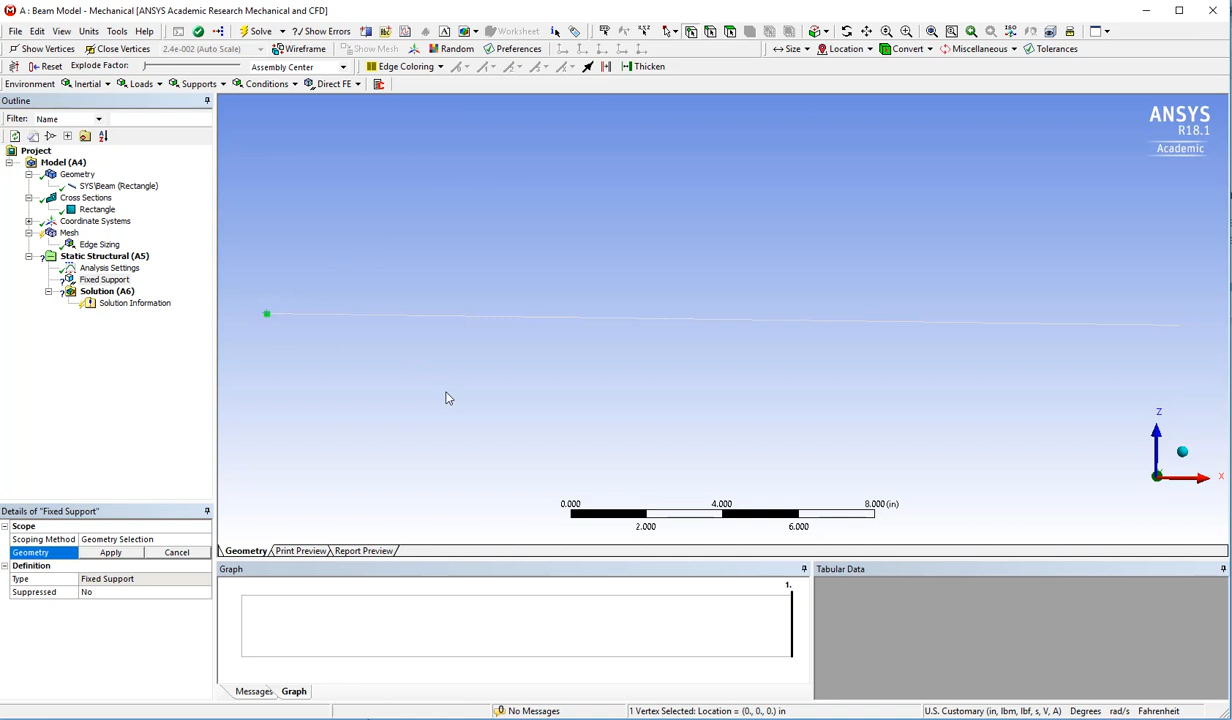 A : Beam Model - Mechanical [ANSYS Academic Research Mechanical and CFD]
File Edit View Units Tools Help Solve ? Show Errors Worksheet
Show Vertices Close Vertices 2.4e-002 (Auto Scale) Wireframe Show Mesh Random Preferences Size Location Convert Miscellaneous Tolerances
Reset Explode Factor: Assembly Center Edge Coloring Thicken
Environment Inertial Loads Supports Conditions Direct FE
Outline
Filter: Name
Project
Model (A4)
Geometry
SYS\Beam (Rectangle)
Cross Sections
Rectangle
Coordinate Systems
Mesh
Edge Sizing
Static Structural (A5)
Analysis Settings
Fixed Support
Solution (A6)
Solution Information
ANSYS
R18.1
Academic
Z
X
0.000 4.000 8.000 (in)
2.000 6.000
Details of "Fixed Support"
Scope
Scoping Method Geometry Selection
Geometry Apply Cancel
Definition
Type Fixed Support
Suppressed No
Geometry Print Preview Report Preview
Graph
1.
Tabular Data
Messages Graph
No Messages 1 Vertex Selected: Location = (0., 0., 0.) in U.S. Customary (in, lbm, lbf, s, V, A) Degrees rad/s Fahrenheit